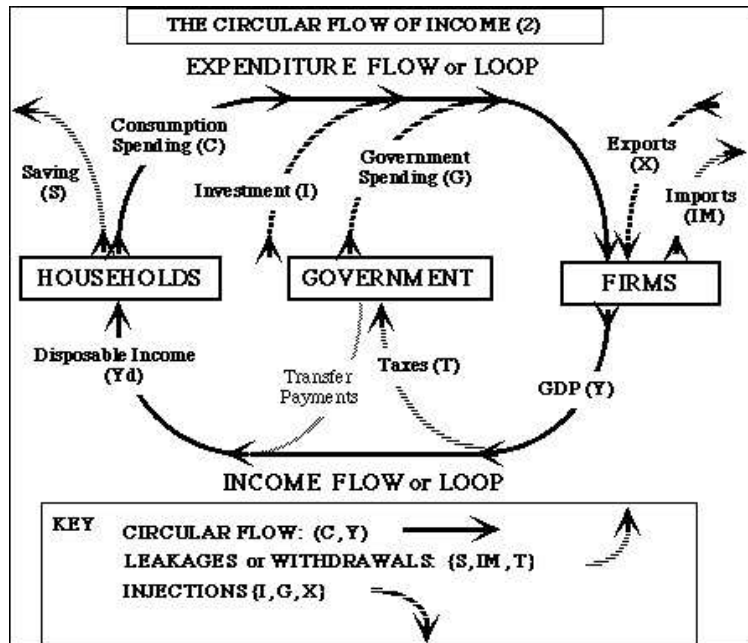 THE CIRCULAR FLOW OF INCOME (2)
EXPENDITURE FLOW or LOOP
Consumption
Spending (C)
Saving
(S)
Investment (I)
Government
Spending (G)
Exports
(X)
Imports
(IM)
HOUSEHOLDS
GOVERNMENT
FIRMS
Disposable Income
(Yd)
Transfer
Payments
Taxes (T)
GDP (Y)
INCOME FLOW or LOOP
KEY
CIRCULAR FLOW: (C,Y)
LEAKAGES or WITHDRAWALS: {S,IM,T}
INJECTIONS{I,G,X}